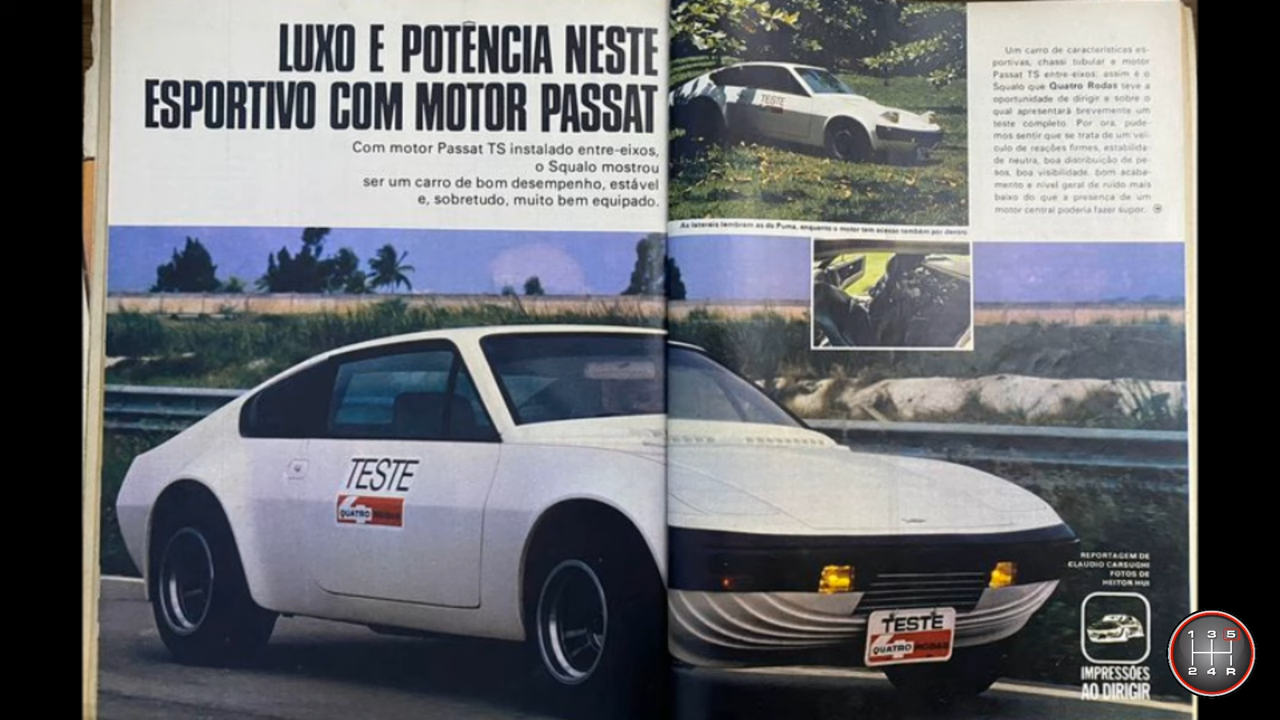 LUXO E POTÊNCIA NESTE
ESPORTIVO COM MOTOR PASSAT
Com motor Passat TS instalado entre-eixos,
o Squalo mostrou
ser um carro de bom desempenho, estável
e, sobretudo, muito bem equipado.
TESTE
Um carro de características es-
portivas, chassi tubular e motor
Passat TS entre-eixos: assim é o
Squalo que Quatro Rodas teve a
oportunidade de dirigir e sobre o
qual apresentará brevemente um
teste completo. Por ora, pude-
mos sentir que se trata de um veí-
culo de reações firmes, estabilida-
de neutra, boa distribuição de pe-
sos, boa visibilidade, bom acaba-
mento e nível geral de ruído mais
baixo do que a presença de um
motor central poderia fazer supor.
As laterais lembram as do Puma, enquanto o motor tem acesso também por dentro
TESTE
QUATRO RODAS
TESTE
QUATRO RODAS
REPORTAGEM DE
CLAUDIO CARSUGHI
FOTOS DE
HEITOR HUI
IMPRESSÕES
AO DIRIGIR
1 3 5
2 4 R